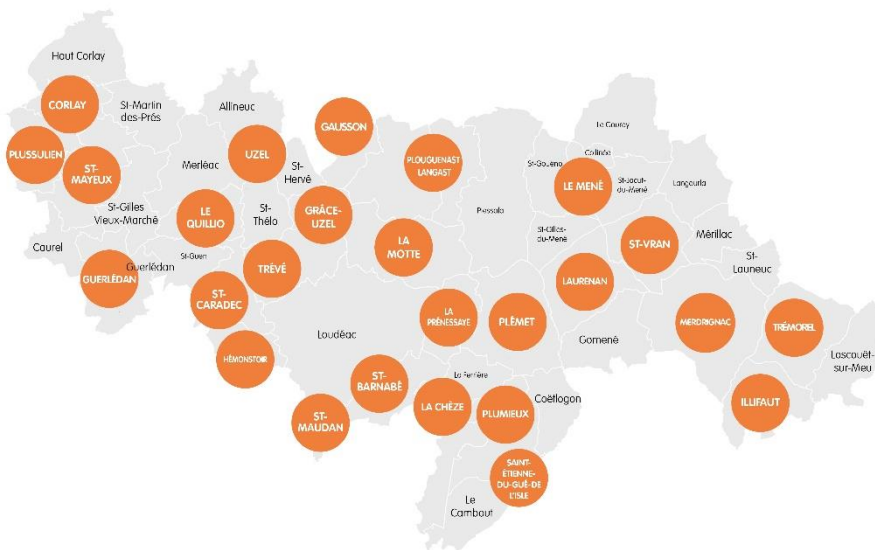 Haut Corlay
CORLAY
St-Martin
des-Prés
Allineuc
GAUSSON
PLUSSULIEN
ST-
MAYEUX
Merléac
UZEL
St-
Hervé
PLOUGUENAST
LANGAST
Le Gouray
Collinée
St-Goueno
LE MENÉ
St-Jacut-
du-Mené
Langourla
St-Gilles
Vieux-Marché
LE
QUILLIO
St-
Thélo
GRÂCE-
UZEL
Plessala
St-Gilles-
du-Mené
ST-VRAN
Mérillac
Caurel
GUERLÉDAN
Guerlédan
St-Guen
TRÉVÉ
LA
MOTTE
St-
Launeuc
ST-
CARADEC
LAURENAN
LA
PRÉNESSAYE
PLÉMET
MERDRIGNAC
TRÉMOREL
Loudéac
Gomené
HÉMONSTOIR
Lascouët-
sur-Meu
ST-
BARNABÉ
La Ferrière
Coëtlogon
ST-
MAUDAN
LA CHÈZE
PLUMIEUX
ILLIFAUT
SAINT-
ÉTIENNE-
DU-GUÉ-DE
L'ISLE
Le
Cambout